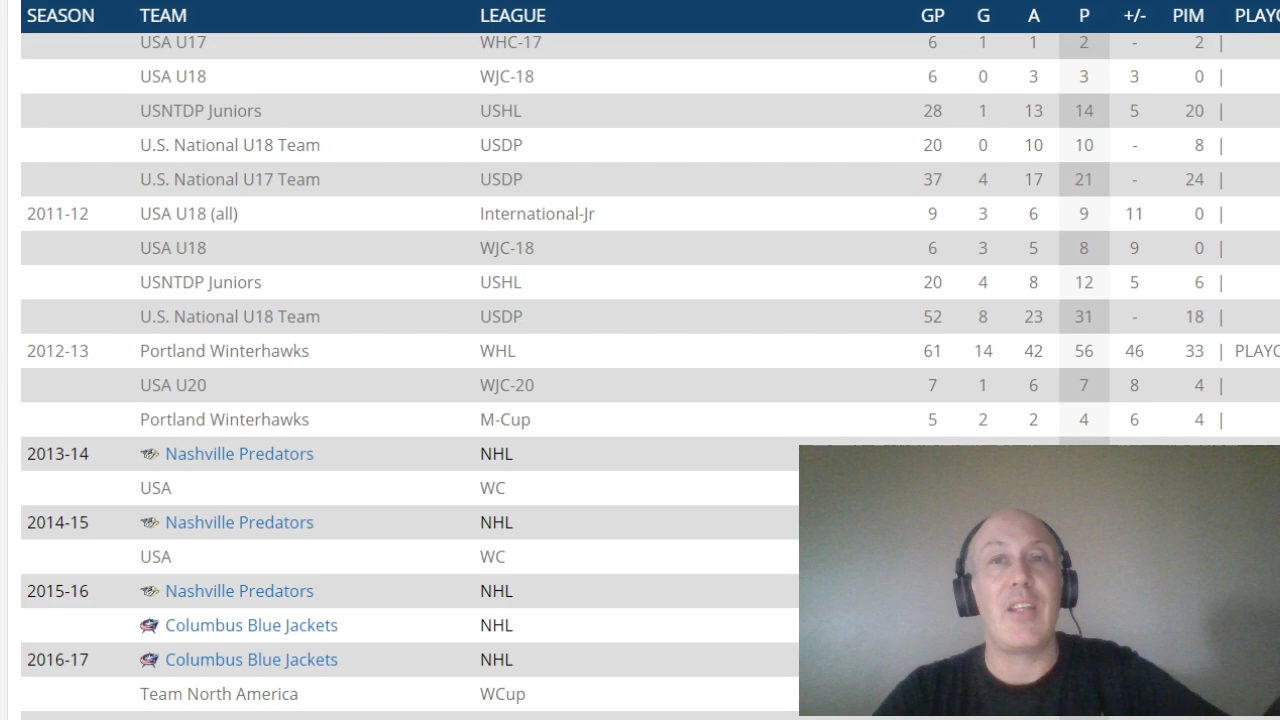 SEASON TEAM LEAGUE GP G A P +/- PIM PLAYO
USA U17 WHC-17 6 1 1 2 - 2 |
USA U18 WJC-18 6 0 3 3 3 0 |
USNTDP Juniors USHL 28 1 13 14 5 20 |
U.S. National U18 Team USDP 20 0 10 10 - 8 |
U.S. National U17 Team USDP 37 4 17 21 - 24 |
2011-12 USA U18 (all) International-Jr 9 3 6 9 11 0 |
USA U18 WJC-18 6 3 5 8 9 0 |
USNTDP Juniors USHL 20 4 8 12 5 6 |
U.S. National U18 Team USDP 52 8 23 31 - 18 |
2012-13 Portland Winterhawks WHL 61 14 42 56 46 33 | PLAYO
USA U20 WJC-20 7 1 6 7 8 4 |
Portland Winterhawks M-Cup 5 2 2 4 6 4 |
2013-14 Nashville Predators NHL
USA WC
2014-15 Nashville Predators NHL
USA WC
2015-16 Nashville Predators NHL
Columbus Blue Jackets NHL
2016-17 Columbus Blue Jackets NHL
Team North America WCup